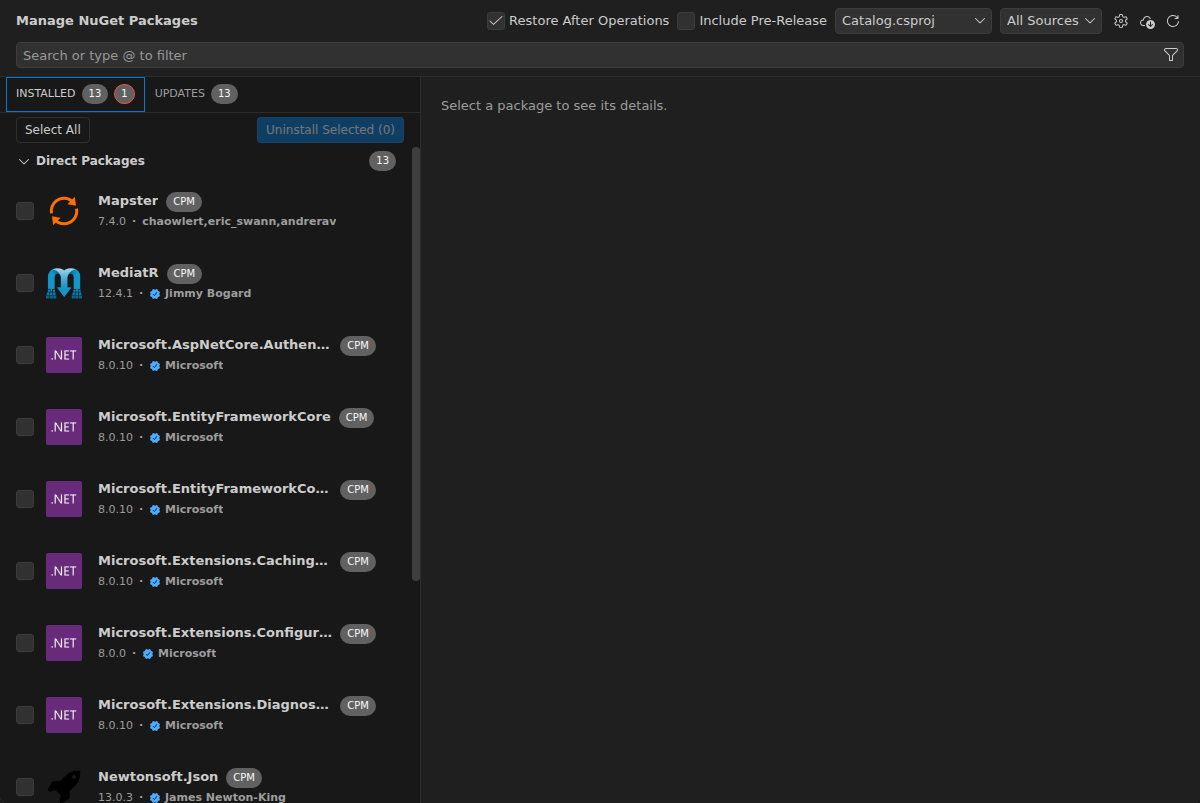 Manage NuGet Packages
Restore After Operations
Include Pre-Release
Catalog.csproj
All Sources
Search or type @ to filter
INSTALLED 13 1 UPDATES 13
Select All
Uninstall Selected (0)
Select a package to see its details.
Direct Packages 13
Mapster CPM
7.4.0 · chaowlert,eric_swann,andrerav
MediatR CPM
12.4.1 · Jimmy Bogard
.NET
Microsoft.AspNetCore.Authen... CPM
8.0.10 · Microsoft
.NET
Microsoft.EntityFrameworkCore CPM
8.0.10 · Microsoft
.NET
Microsoft.EntityFrameworkCo... CPM
8.0.10 · Microsoft
.NET
Microsoft.Extensions.Caching... CPM
8.0.10 · Microsoft
.NET
Microsoft.Extensions.Configur... CPM
8.0.0 · Microsoft
.NET
Microsoft.Extensions.Diagnos... CPM
8.0.10 · Microsoft
Newtonsoft.Json CPM
13.0.3 · James Newton-King